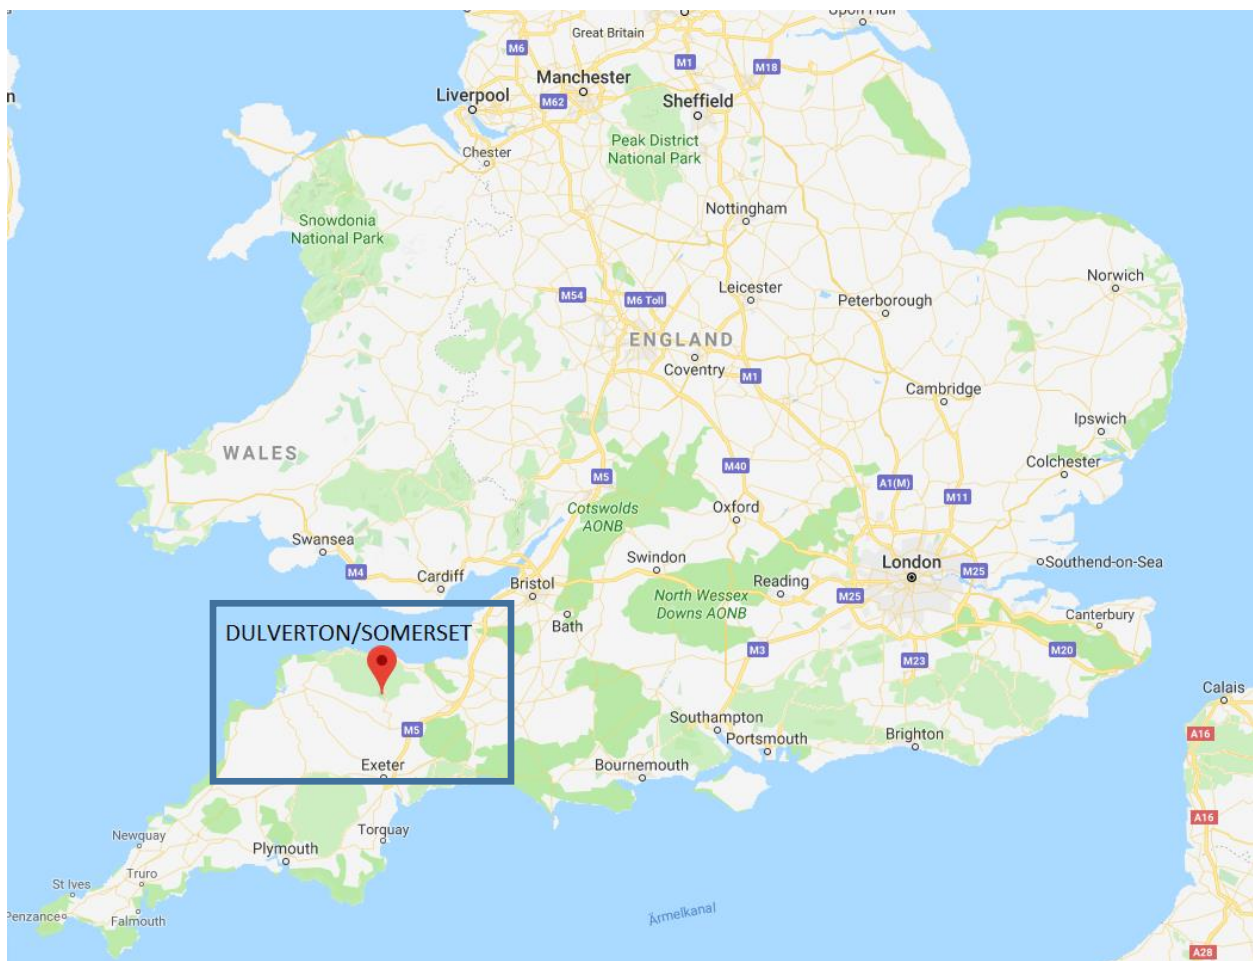 Upon Hull
Great Britain
M6
M1
M18
Manchester
Liverpool
M62
Sheffield
Peak District
National Park
Chester
Snowdonia
National Park
Nottingham
Norwich
M54
M6 Toll
Leicester
Peterborough
ENGLAND
Coventry
M1
Cambridge
Ipswich
WALES
M5
M40
Colchester
A1(M)
M11
Cotswolds
AONB
Oxford
Swansea
Swindon
London
Southend-on-Sea
M4
Cardiff
Bristol
Reading
M25
M25
North Wessex
Downs AONB
Canterbury
Bath
DULVERTON/SOMERSET
M3
M23
M20
Calais
Southampton
M5
Portsmouth
Brighton
A16
Exeter
Bournemouth
Newquay
Torquay
Plymouth
A16
St Ives
Truro
Penzance
Falmouth
Ärmelkanal
A28